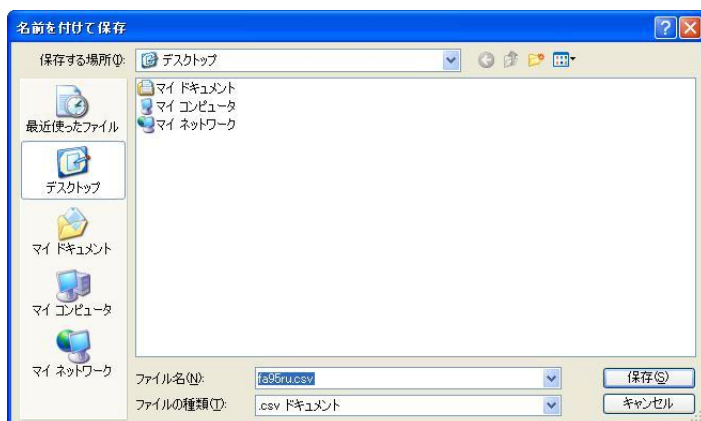 名前を付けて保存
保存する場所(I):
デスクトップ
最近使ったファイル
デスクトップ
マイ ドキュメント
マイ コンピュータ
マイ ネットワーク
マイ ドキュメント
マイ コンピュータ
マイ ネットワーク
ファイル名(N):
fa95ru.csv
保存(S)
ファイルの種類(T):
.csv ドキュメント
キャンセル